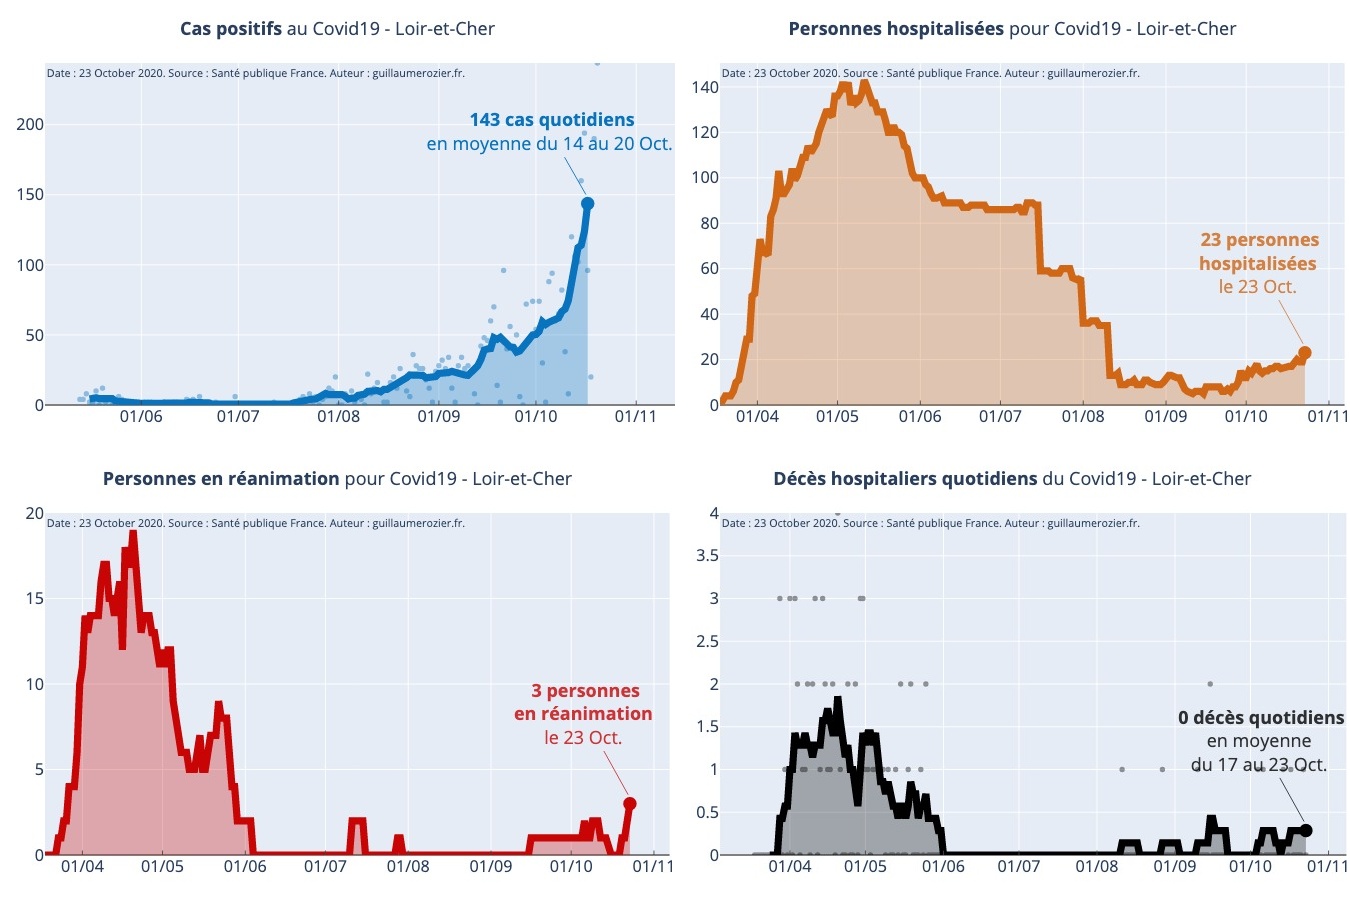 Cas positifs au Covid19 - Loir-et-Cher
Date : 23 October 2020. Source : Santé publique France. Auteur : guillaumerozier.fr.
143 cas quotidiens
en moyenne du 14 au 20 Oct.
200
150
100
50
0
01/06 01/07 01/08 01/09 01/10 01/11
Personnes hospitalisées pour Covid19 - Loir-et-Cher
Date : 23 October 2020. Source : Santé publique France. Auteur : guillaumerozier.fr.
140
120
100
80
60
40
20
0
23 personnes
hospitalisées
le 23 Oct.
01/04 01/05 01/06 01/07 01/08 01/09 01/10 01/11
Personnes en réanimation pour Covid19 - Loir-et-Cher
20
Date : 23 October 2020. Source : Santé publique France. Auteur : guillaumerozier.fr.
15
10
5
0
3 personnes
en réanimation
le 23 Oct.
01/04 01/05 01/06 01/07 01/08 01/09 01/10 01/11
Décès hospitaliers quotidiens du Covid19 - Loir-et-Cher
4
Date : 23 October 2020. Source : Santé publique France. Auteur : guillaumerozier.fr.
3.5
3
2.5
2
1.5
1
0.5
0
0 décès quotidiens
en moyenne
du 17 au 23 Oct.
01/04 01/05 01/06 01/07 01/08 01/09 01/10 01/11